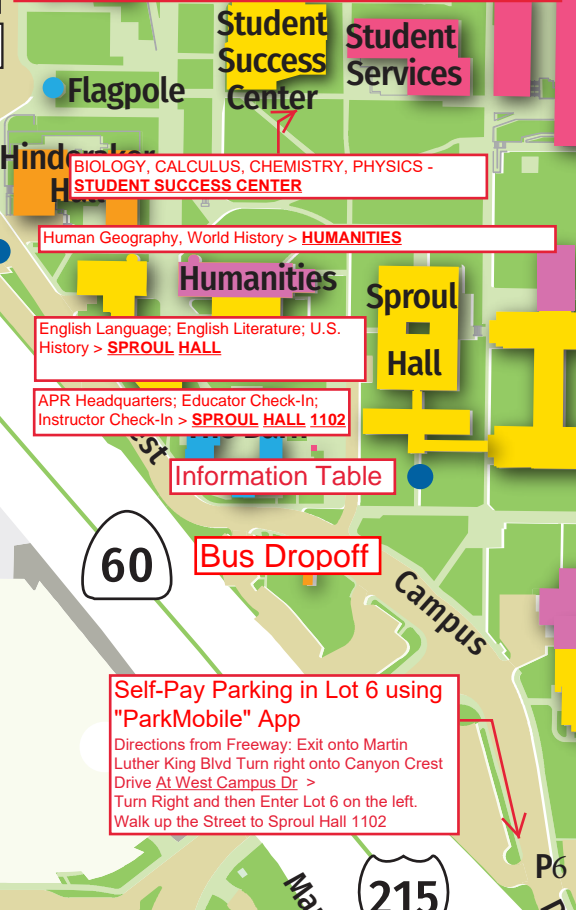 Student
Success
Center
Student
Services
Flagpole
BIOLOGY, CALCULUS, CHEMISTRY, PHYSICS -
STUDENT SUCCESS CENTER
Human Geography, World History > HUMANITIES
Humanities
Sproul
Hall
English Language; English Literature; U.S.
History > SPROUL HALL
APR Headquarters; Educator Check-In;
Instructor Check-In > SPROUL HALL 1102
Information Table
60
Bus Dropoff
Campus
Self-Pay Parking in Lot 6 using
"ParkMobile" App
Directions from Freeway: Exit onto Martin
Luther King Blvd Turn right onto Canyon Crest
Drive At West Campus Dr >
Turn Right and then Enter Lot 6 on the left.
Walk up the Street to Sproul Hall 1102
P6
215